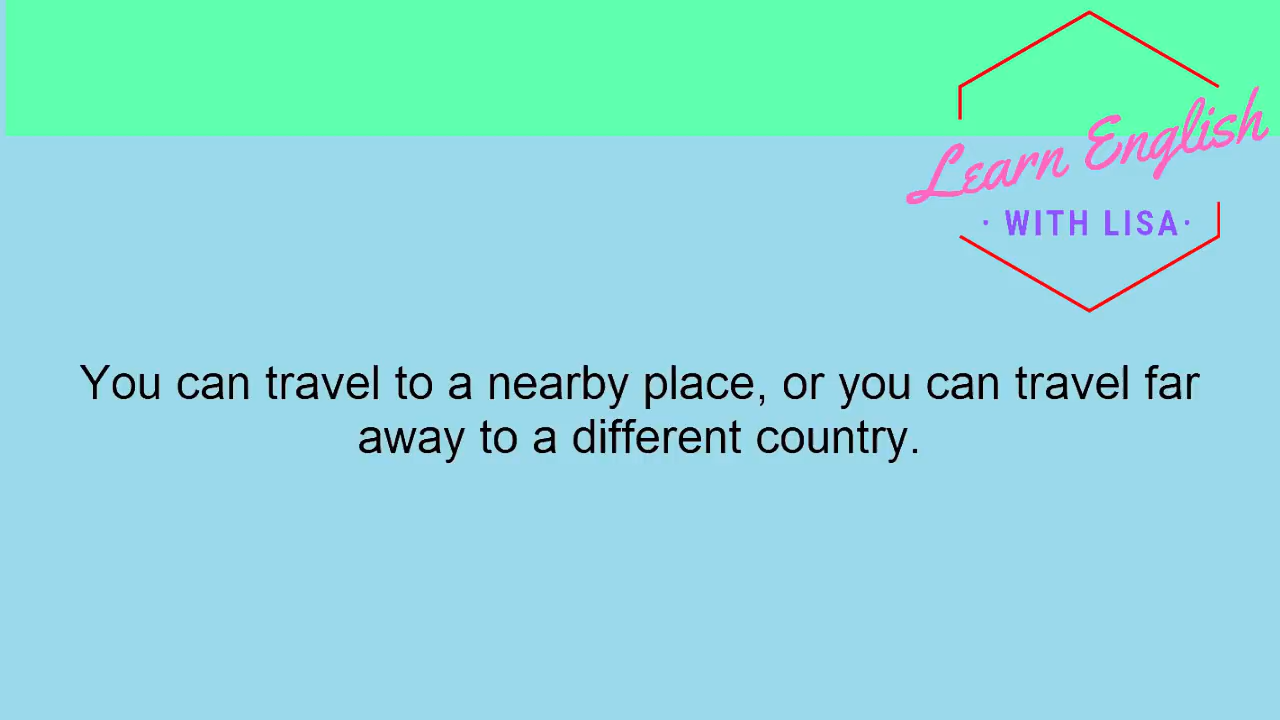 Learn English
· WITH LISA·
You can travel to a nearby place, or you can travel far
away to a different country.